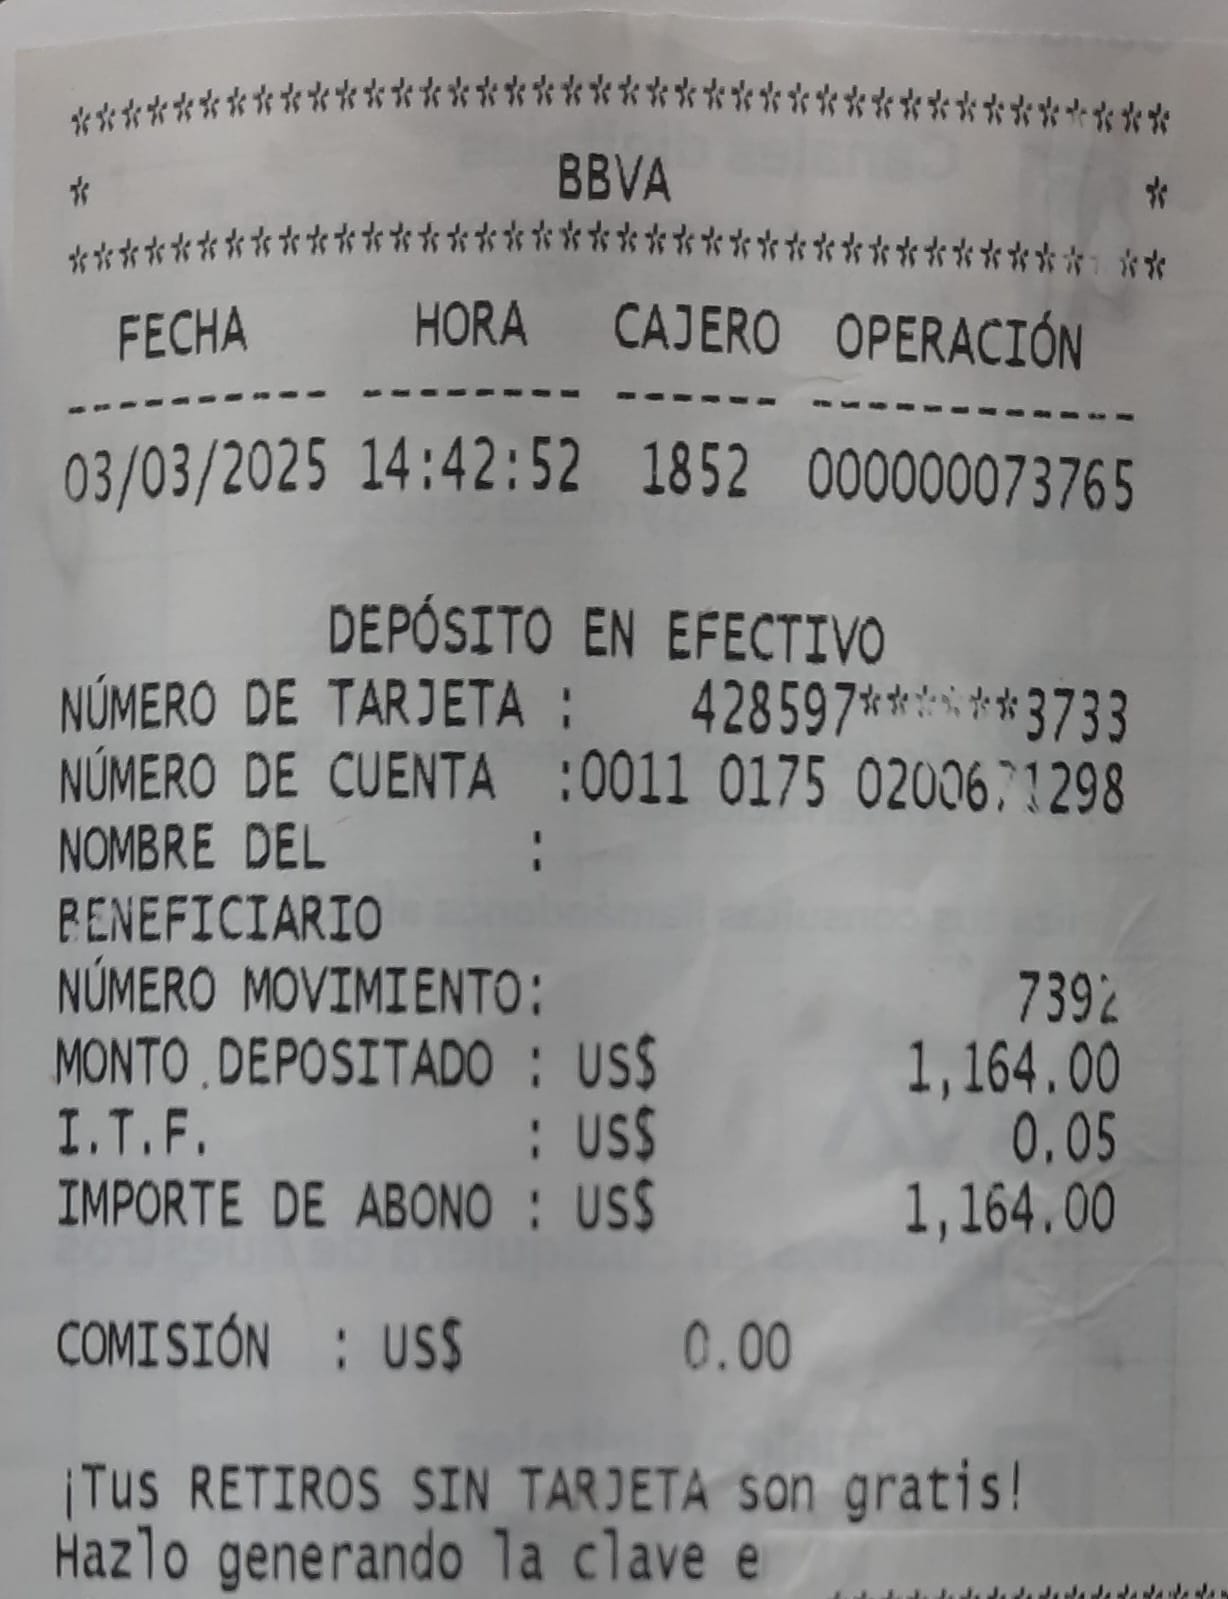 ******************************************
* BBVA *
******************************************
FECHA HORA CAJERO OPERACIÓN
---------- -------- ------ ------------
03/03/2025 14:42:52 1852 000000073765
DEPÓSITO EN EFECTIVO
NÚMERO DE TARJETA : 428597******3733
NÚMERO DE CUENTA :0011 0175 0200671298
NOMBRE DEL :
BENEFICIARIO
NÚMERO MOVIMIENTO: 7392
MONTO DEPOSITADO : US$ 1,164.00
I.T.F. : US$ 0.05
IMPORTE DE ABONO : US$ 1,164.00
COMISIÓN : US$ 0.00
¡Tus RETIROS SIN TARJETA son gratis!
Hazlo generando la clave e